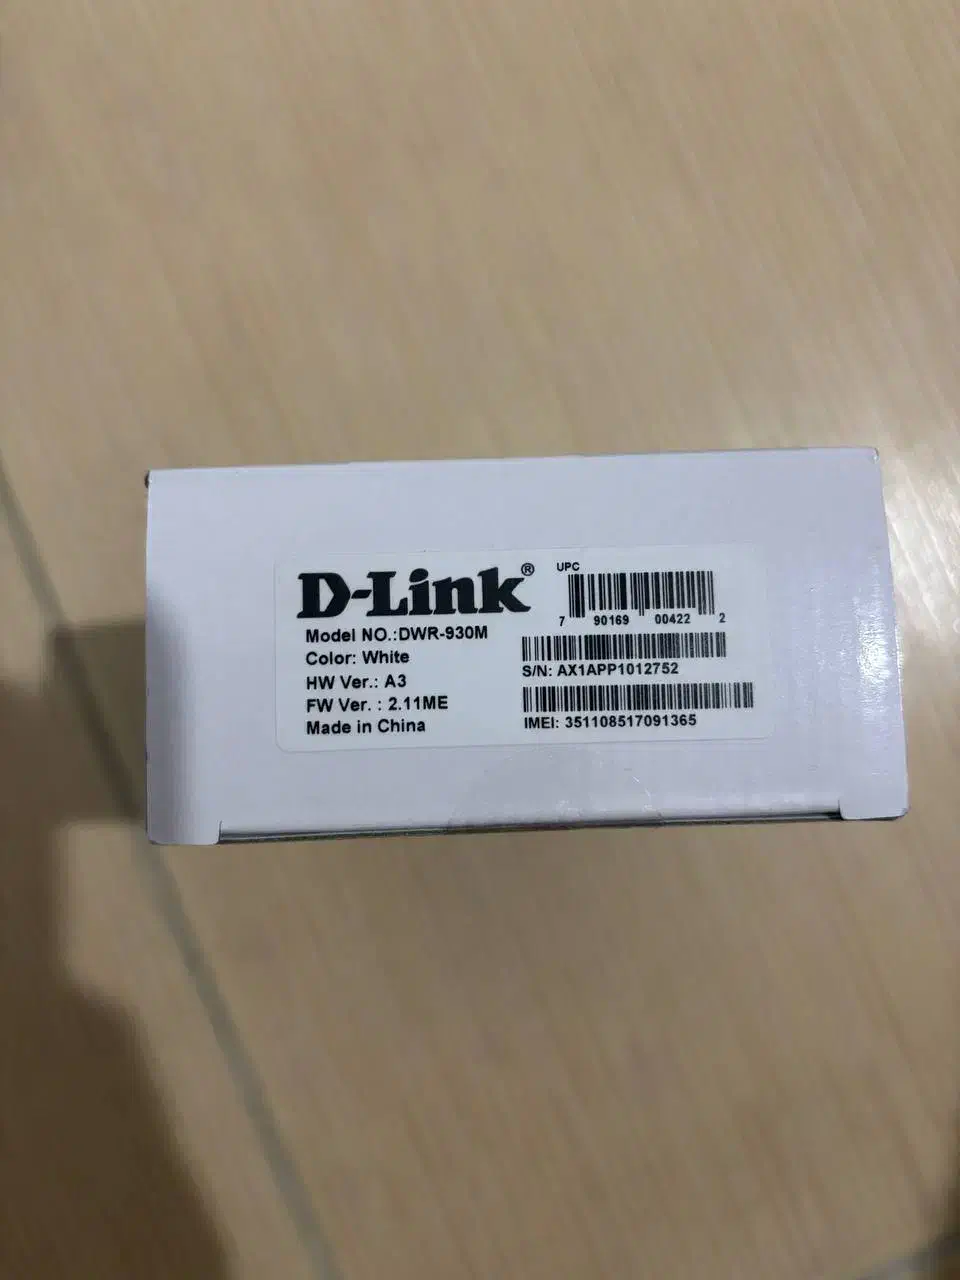 D-Link®
Model NO.:DWR-930M
Color: White
HW Ver.: A3
FW Ver. : 2.11ME
Made in China
UPC
7 90169 00422 2
S/N: AX1APP1012752
IMEI: 351108517091365